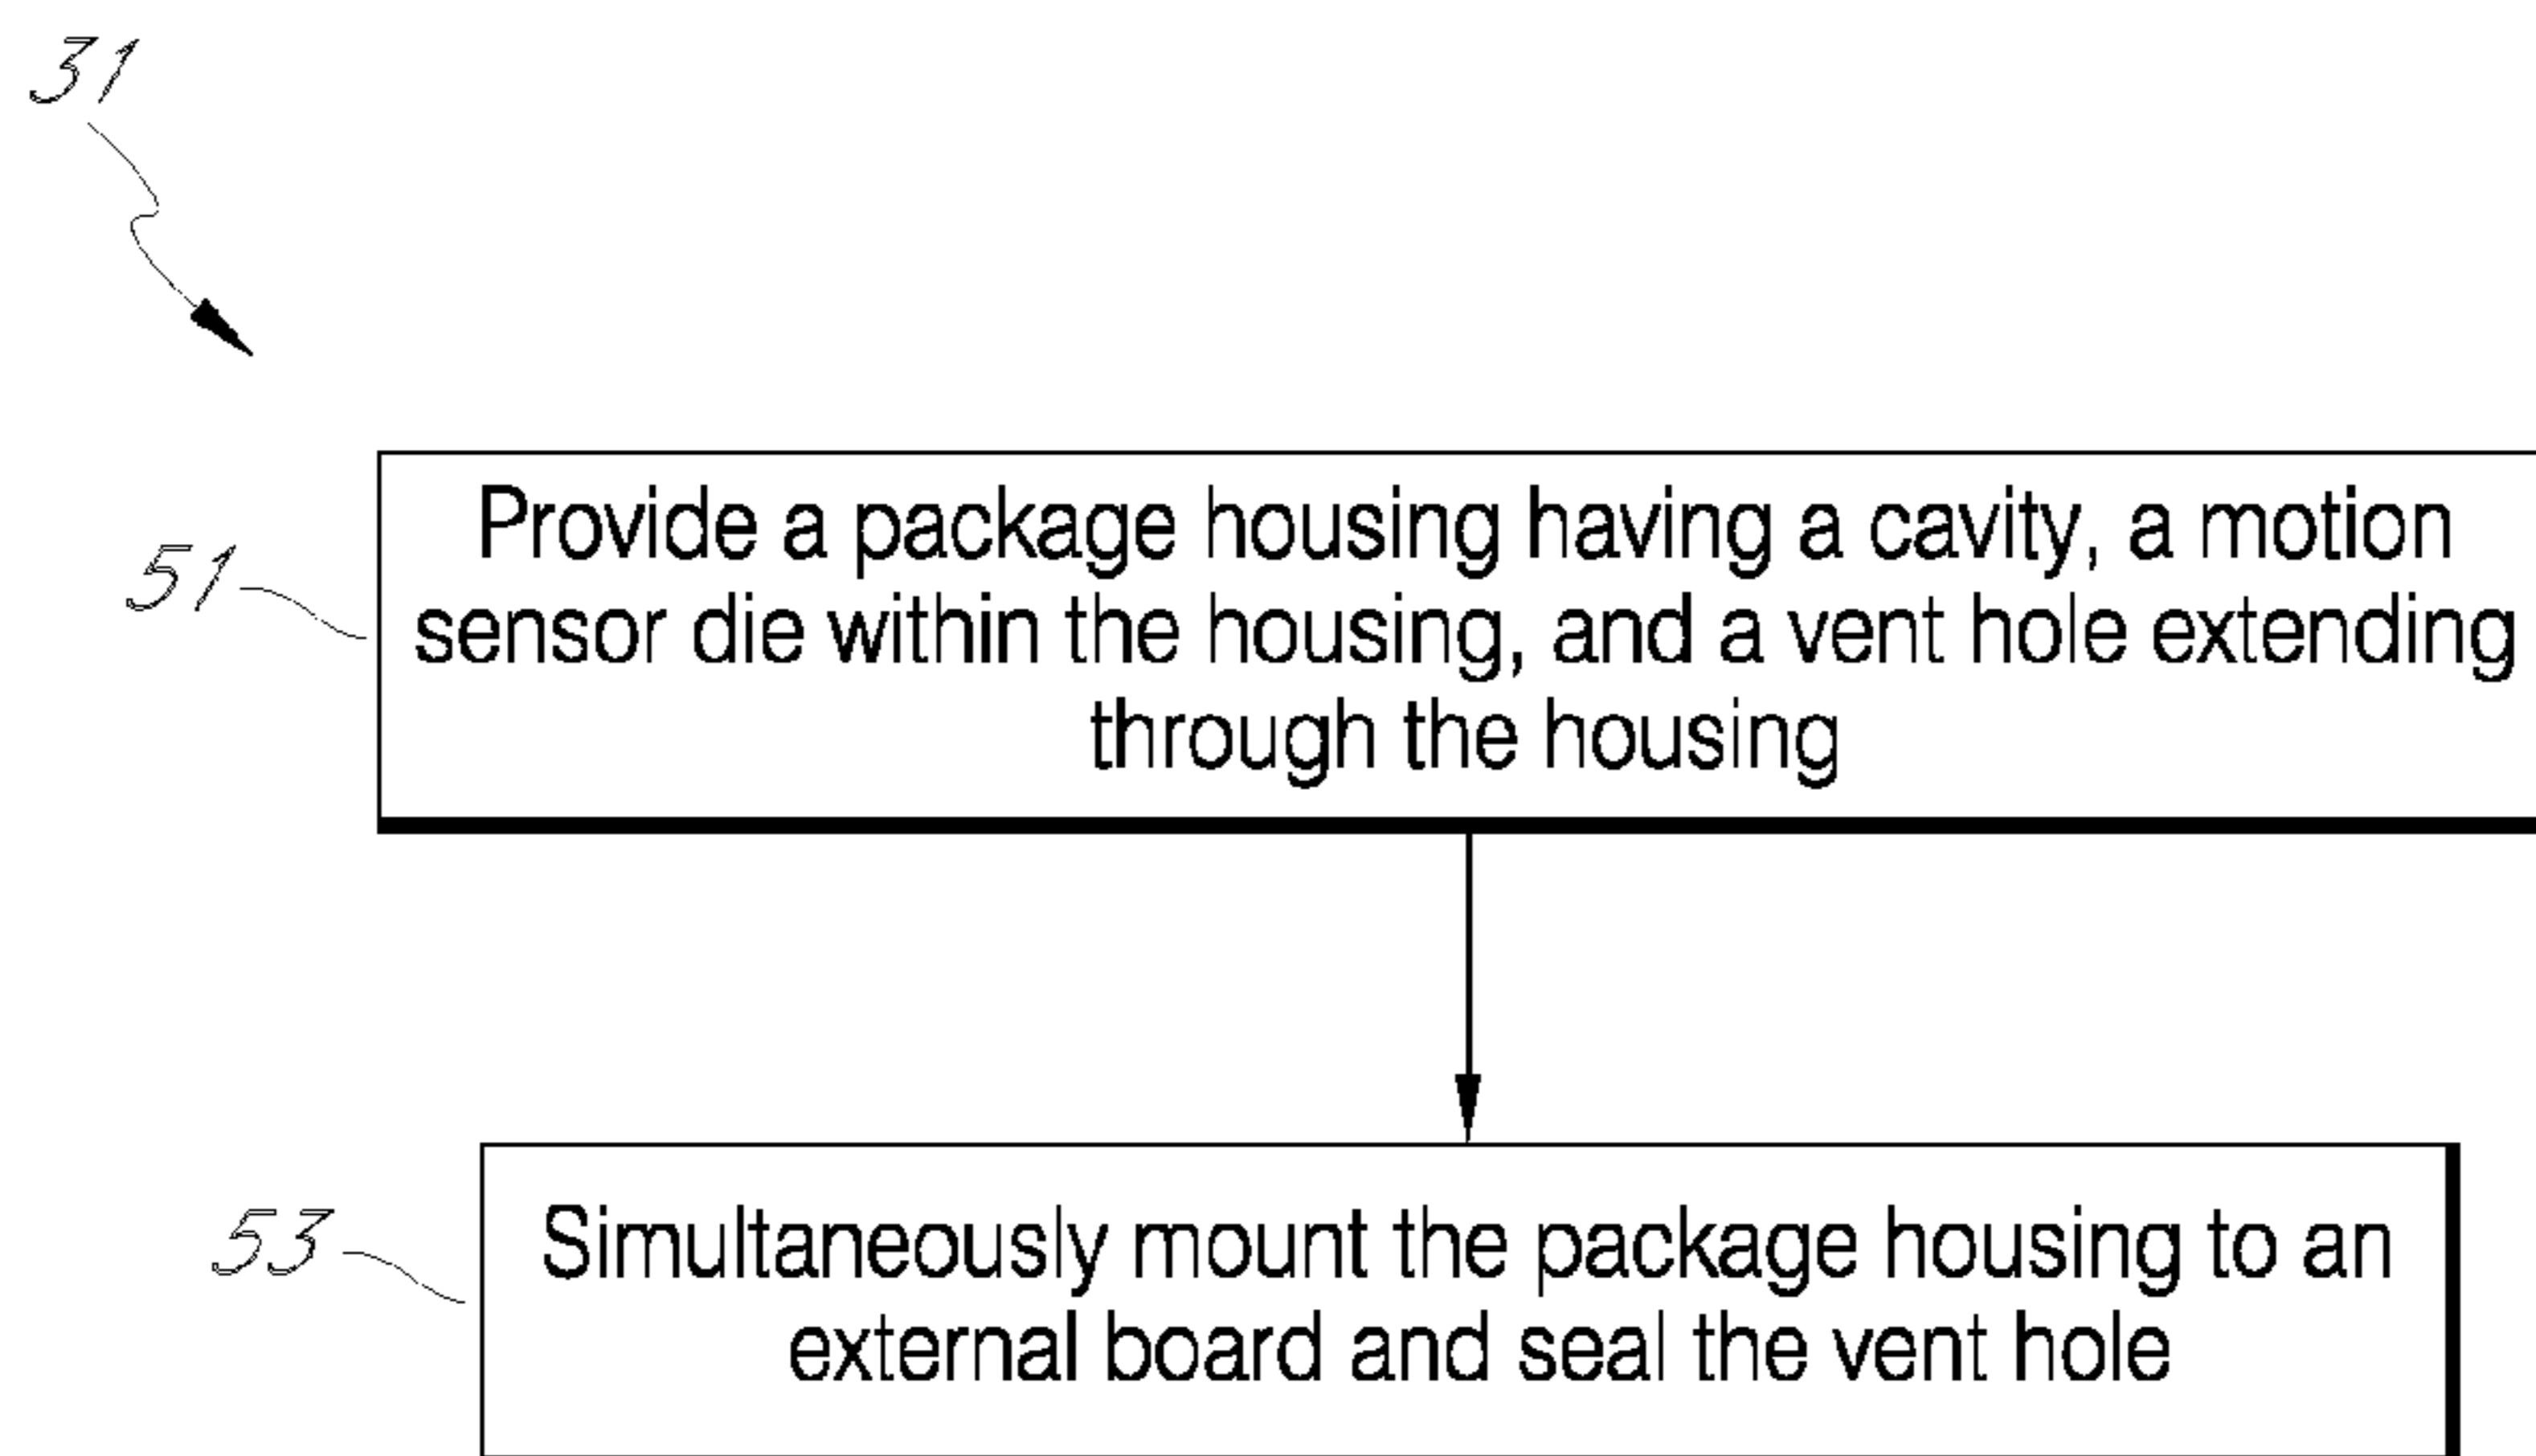 31
51
Provide a package housing having a cavity, a motion
sensor die within the housing, and a vent hole extending
through the housing
53
Simultaneously mount the package housing to an
external board and seal the vent hole